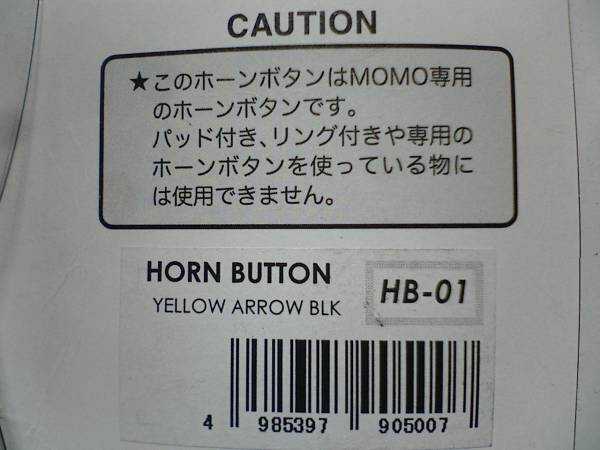 CAUTION
★このホーンボタンはMOMO専用
のホーンボタンです。
パッド付き、リング付きや専用の
ホーンボタンを使っている物に
は使用できません。
HORN BUTTON
YELLOW ARROW BLK
HB-01
4 985397 905007